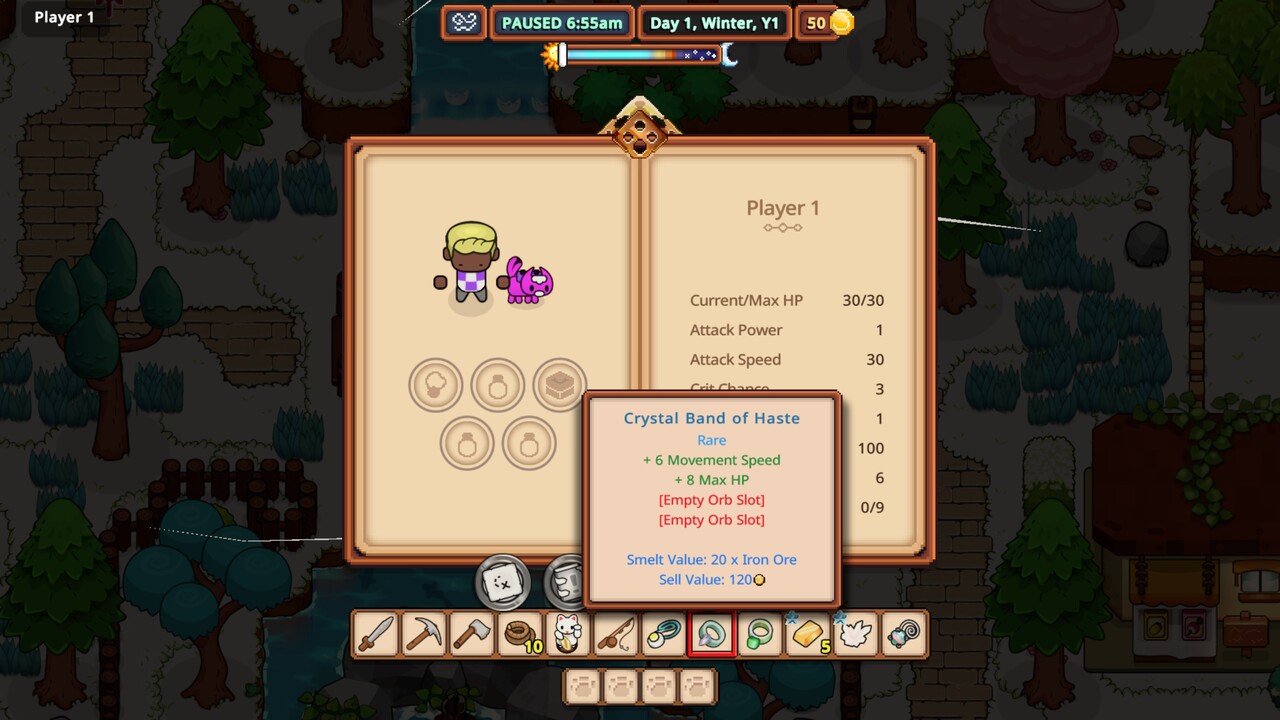 Player 1
PAUSED 6:55am
Day 1, Winter, Y1
50
Player 1
Current/Max HP 30/30
Attack Power 1
Attack Speed 30
Crit Chance 3
1
100
6
0/9
Crystal Band of Haste
Rare
+ 6 Movement Speed
+ 8 Max HP
[Empty Orb Slot]
[Empty Orb Slot]
Smelt Value: 20 x Iron Ore
Sell Value: 120
10
5